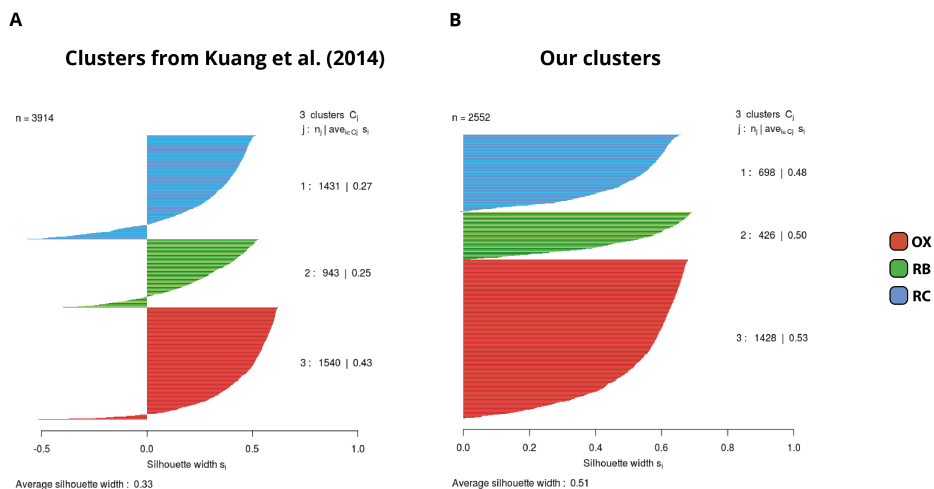 A
Clusters from Kuang et al. (2014)
n = 3914
3 clusters Cj
j : nj | avei∈Cj si
1 : 1431 | 0.27
2 : 943 | 0.25
3 : 1540 | 0.43
-0.5 0.0 0.5 1.0
Silhouette width si
Average silhouette width : 0.33
B
Our clusters
n = 2552
3 clusters Cj
j : nj | avei∈Cj si
1 : 698 | 0.48
2 : 426 | 0.50
3 : 1428 | 0.53
0.0 0.2 0.4 0.6 0.8 1.0
Silhouette width si
Average silhouette width : 0.51
OX
RB
RC